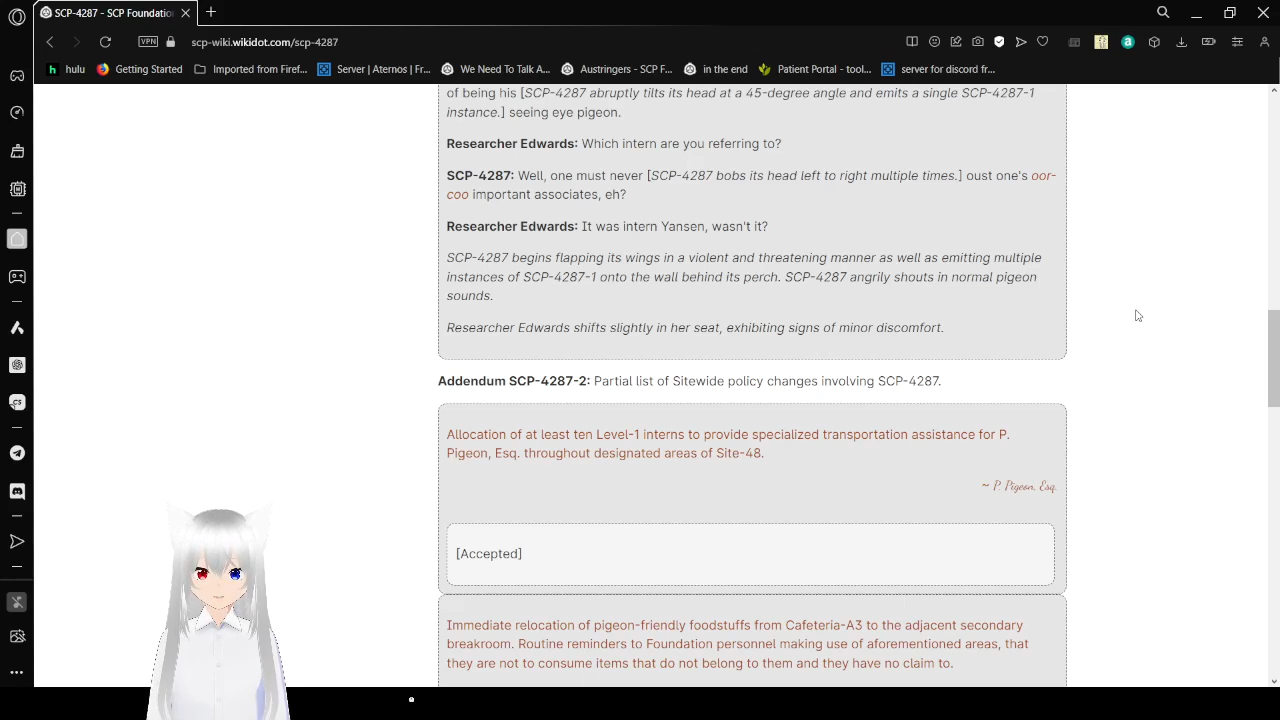 SCP-4287 - SCP Foundatio
scp-wiki.wikidot.com/scp-4287
VPN
hulu
Getting Started
Imported from Firef...
Server | Aternos | Fr...
We Need To Talk A...
Austringers - SCP F...
in the end
Patient Portal - tool...
server for discord fr...
of being his [SCP-4287 abruptly tilts its head at a 45-degree angle and emits a single SCP-4287-1
instance.] seeing eye pigeon.
Researcher Edwards: Which intern are you referring to?
SCP-4287: Well, one must never [SCP-4287 bobs its head left to right multiple times.] oust one's oor-
coo important associates, eh?
Researcher Edwards: It was intern Yansen, wasn't it?
SCP-4287 begins flapping its wings in a violent and threatening manner as well as emitting multiple
instances of SCP-4287-1 onto the wall behind its perch. SCP-4287 angrily shouts in normal pigeon
sounds.
Researcher Edwards shifts slightly in her seat, exhibiting signs of minor discomfort.
Addendum SCP-4287-2: Partial list of Sitewide policy changes involving SCP-4287.
Allocation of at least ten Level-1 interns to provide specialized transportation assistance for P.
Pigeon, Esq. throughout designated areas of Site-48.
~ P. Pigeon, Esq.
[Accepted]
Immediate relocation of pigeon-friendly foodstuffs from Cafeteria-A3 to the adjacent secondary
breakroom. Routine reminders to Foundation personnel making use of aforementioned areas, that
they are not to consume items that do not belong to them and they have no claim to.